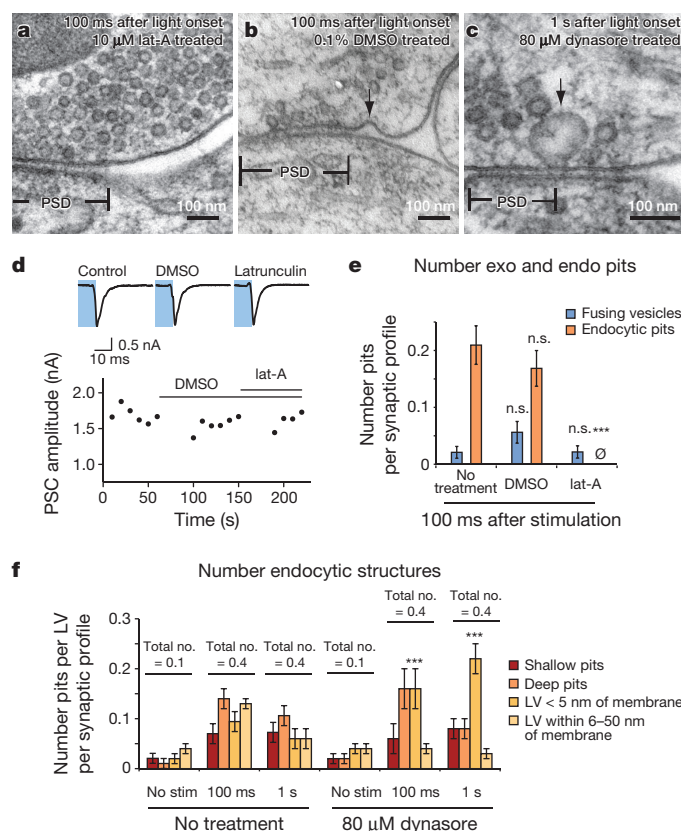 a
100 ms after light onset
10 μM lat-A treated
PSD
100 nm
b
100 ms after light onset
0.1% DMSO treated
PSD
100 nm
c
1 s after light onset
80 μM dynasore treated
PSD
100 nm
d
Control
DMSO
Latrunculin
0.5 nA
10 ms
PSC amplitude (nA)
2.0
1.5
1.0
DMSO
lat-A
0
50
100
150
200
Time (s)
e
Number exo and endo pits
Fusing vesicles
Endocytic pits
Number pits
per synaptic profile
0.2
0.1
0
n.s.
n.s.
n.s.
***
Ø
No
treatment
DMSO
lat-A
100 ms after stimulation
f
Number endocytic structures
Number pits per LV
per synaptic profile
0.3
0.2
0.1
0
Total no.
= 0.1
Total no.
= 0.4
Total no.
= 0.4
Total no.
= 0.1
Total no.
= 0.4
Total no.
= 0.4
***
***
Shallow pits
Deep pits
LV < 5 nm of membrane
LV within 6–50 nm
of membrane
No stim
100 ms
1 s
No stim
100 ms
1 s
No treatment
80 μM dynasore